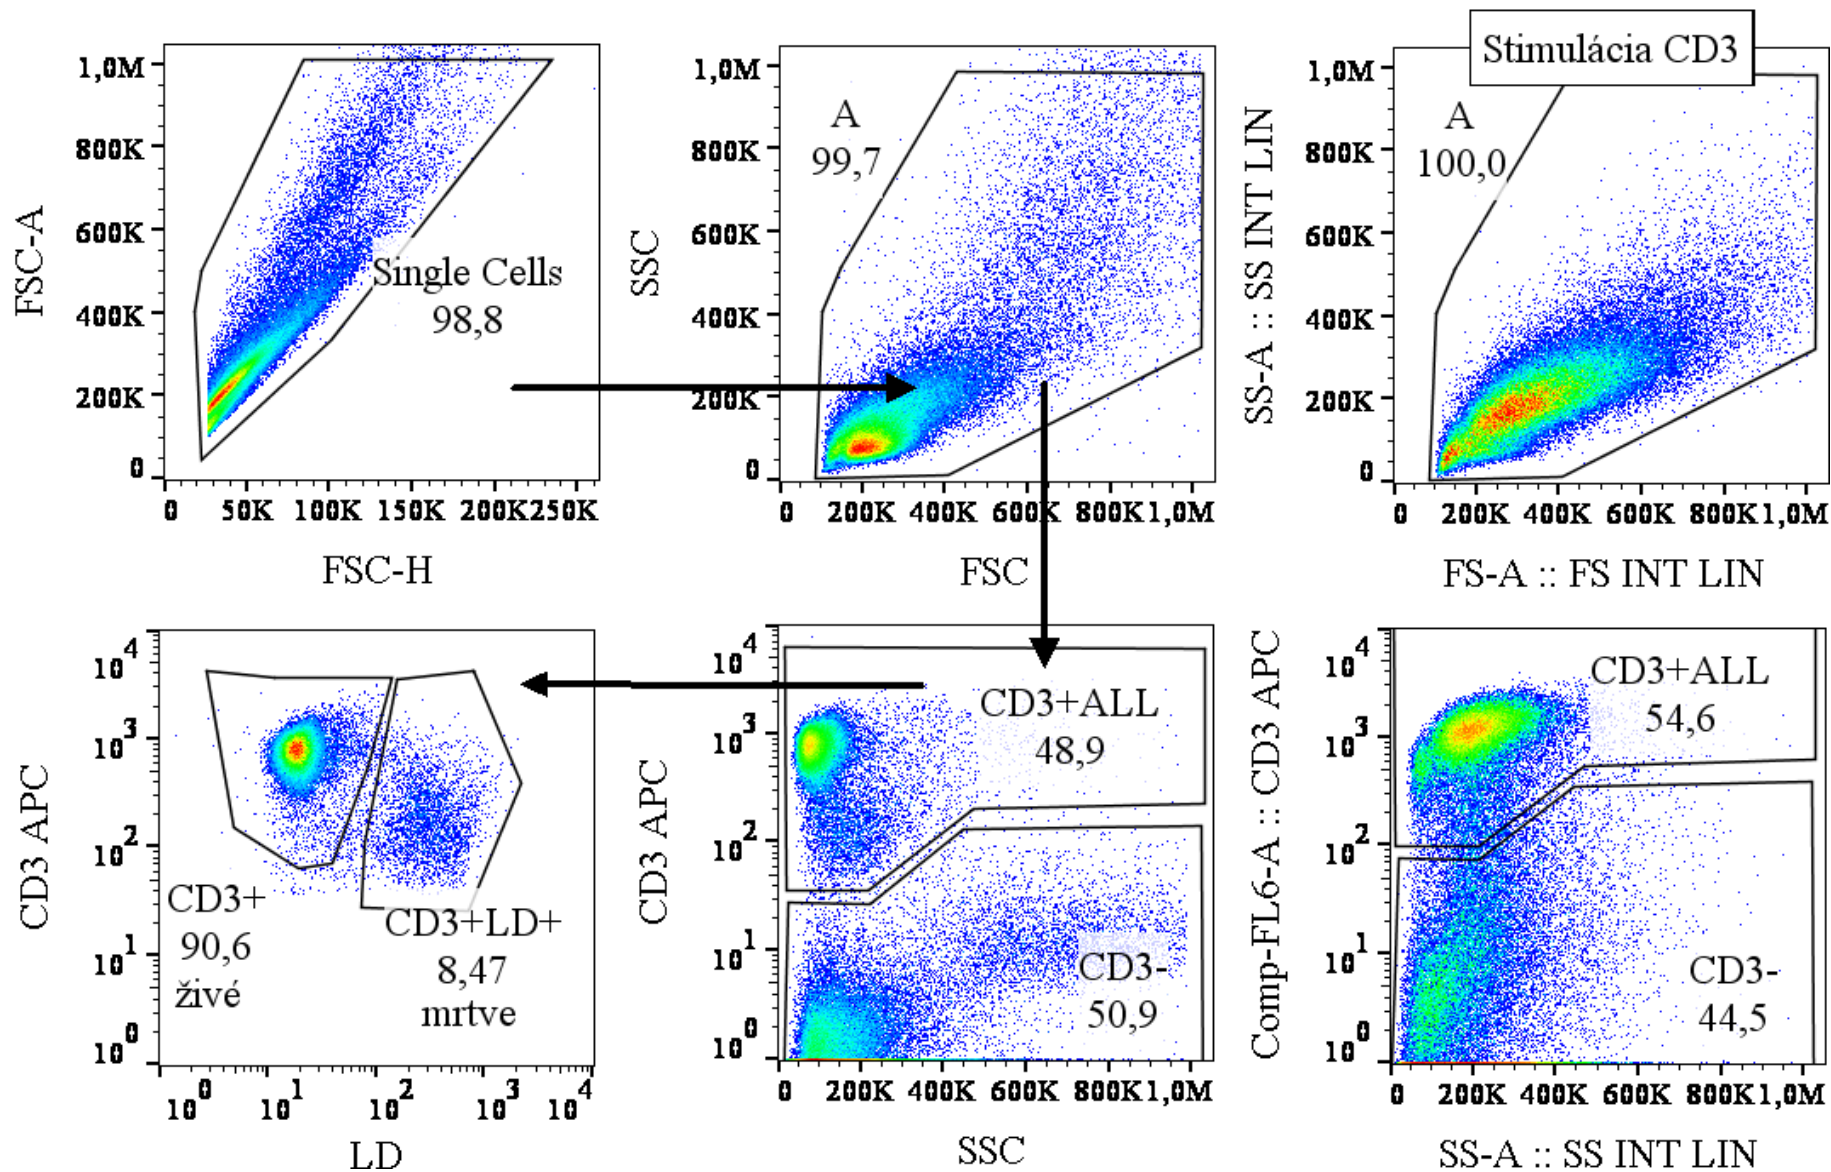 Stimulácia CD3
FSC-A
1,0M
800K
600K
400K
200K
0
Single Cells
98,8
0 50K 100K 150K 200K 250K
FSC-H
SSC
1,0M
800K
600K
400K
200K
0
A
99,7
0 200K 400K 600K 800K 1,0M
FSC
SS-A :: SS INT LIN
1,0M
800K
600K
400K
200K
0
A
100,0
0 200K 400K 600K 800K 1,0M
FS-A :: FS INT LIN
CD3 APC
10^4
10^3
10^2
10^1
10^0
CD3+
90,6
živé
CD3+LD+
8,47
mrtve
10^0 10^1 10^2 10^3 10^4
LD
CD3 APC
10^4
10^3
10^2
10^1
10^0
CD3+ALL
48,9
CD3-
50,9
0 200K 400K 600K 800K 1,0M
SSC
Comp-FL6-A :: CD3 APC
10^4
10^3
10^2
10^1
10^0
CD3+ALL
54,6
CD3-
44,5
0 200K 400K 600K 800K 1,0M
SS-A :: SS INT LIN